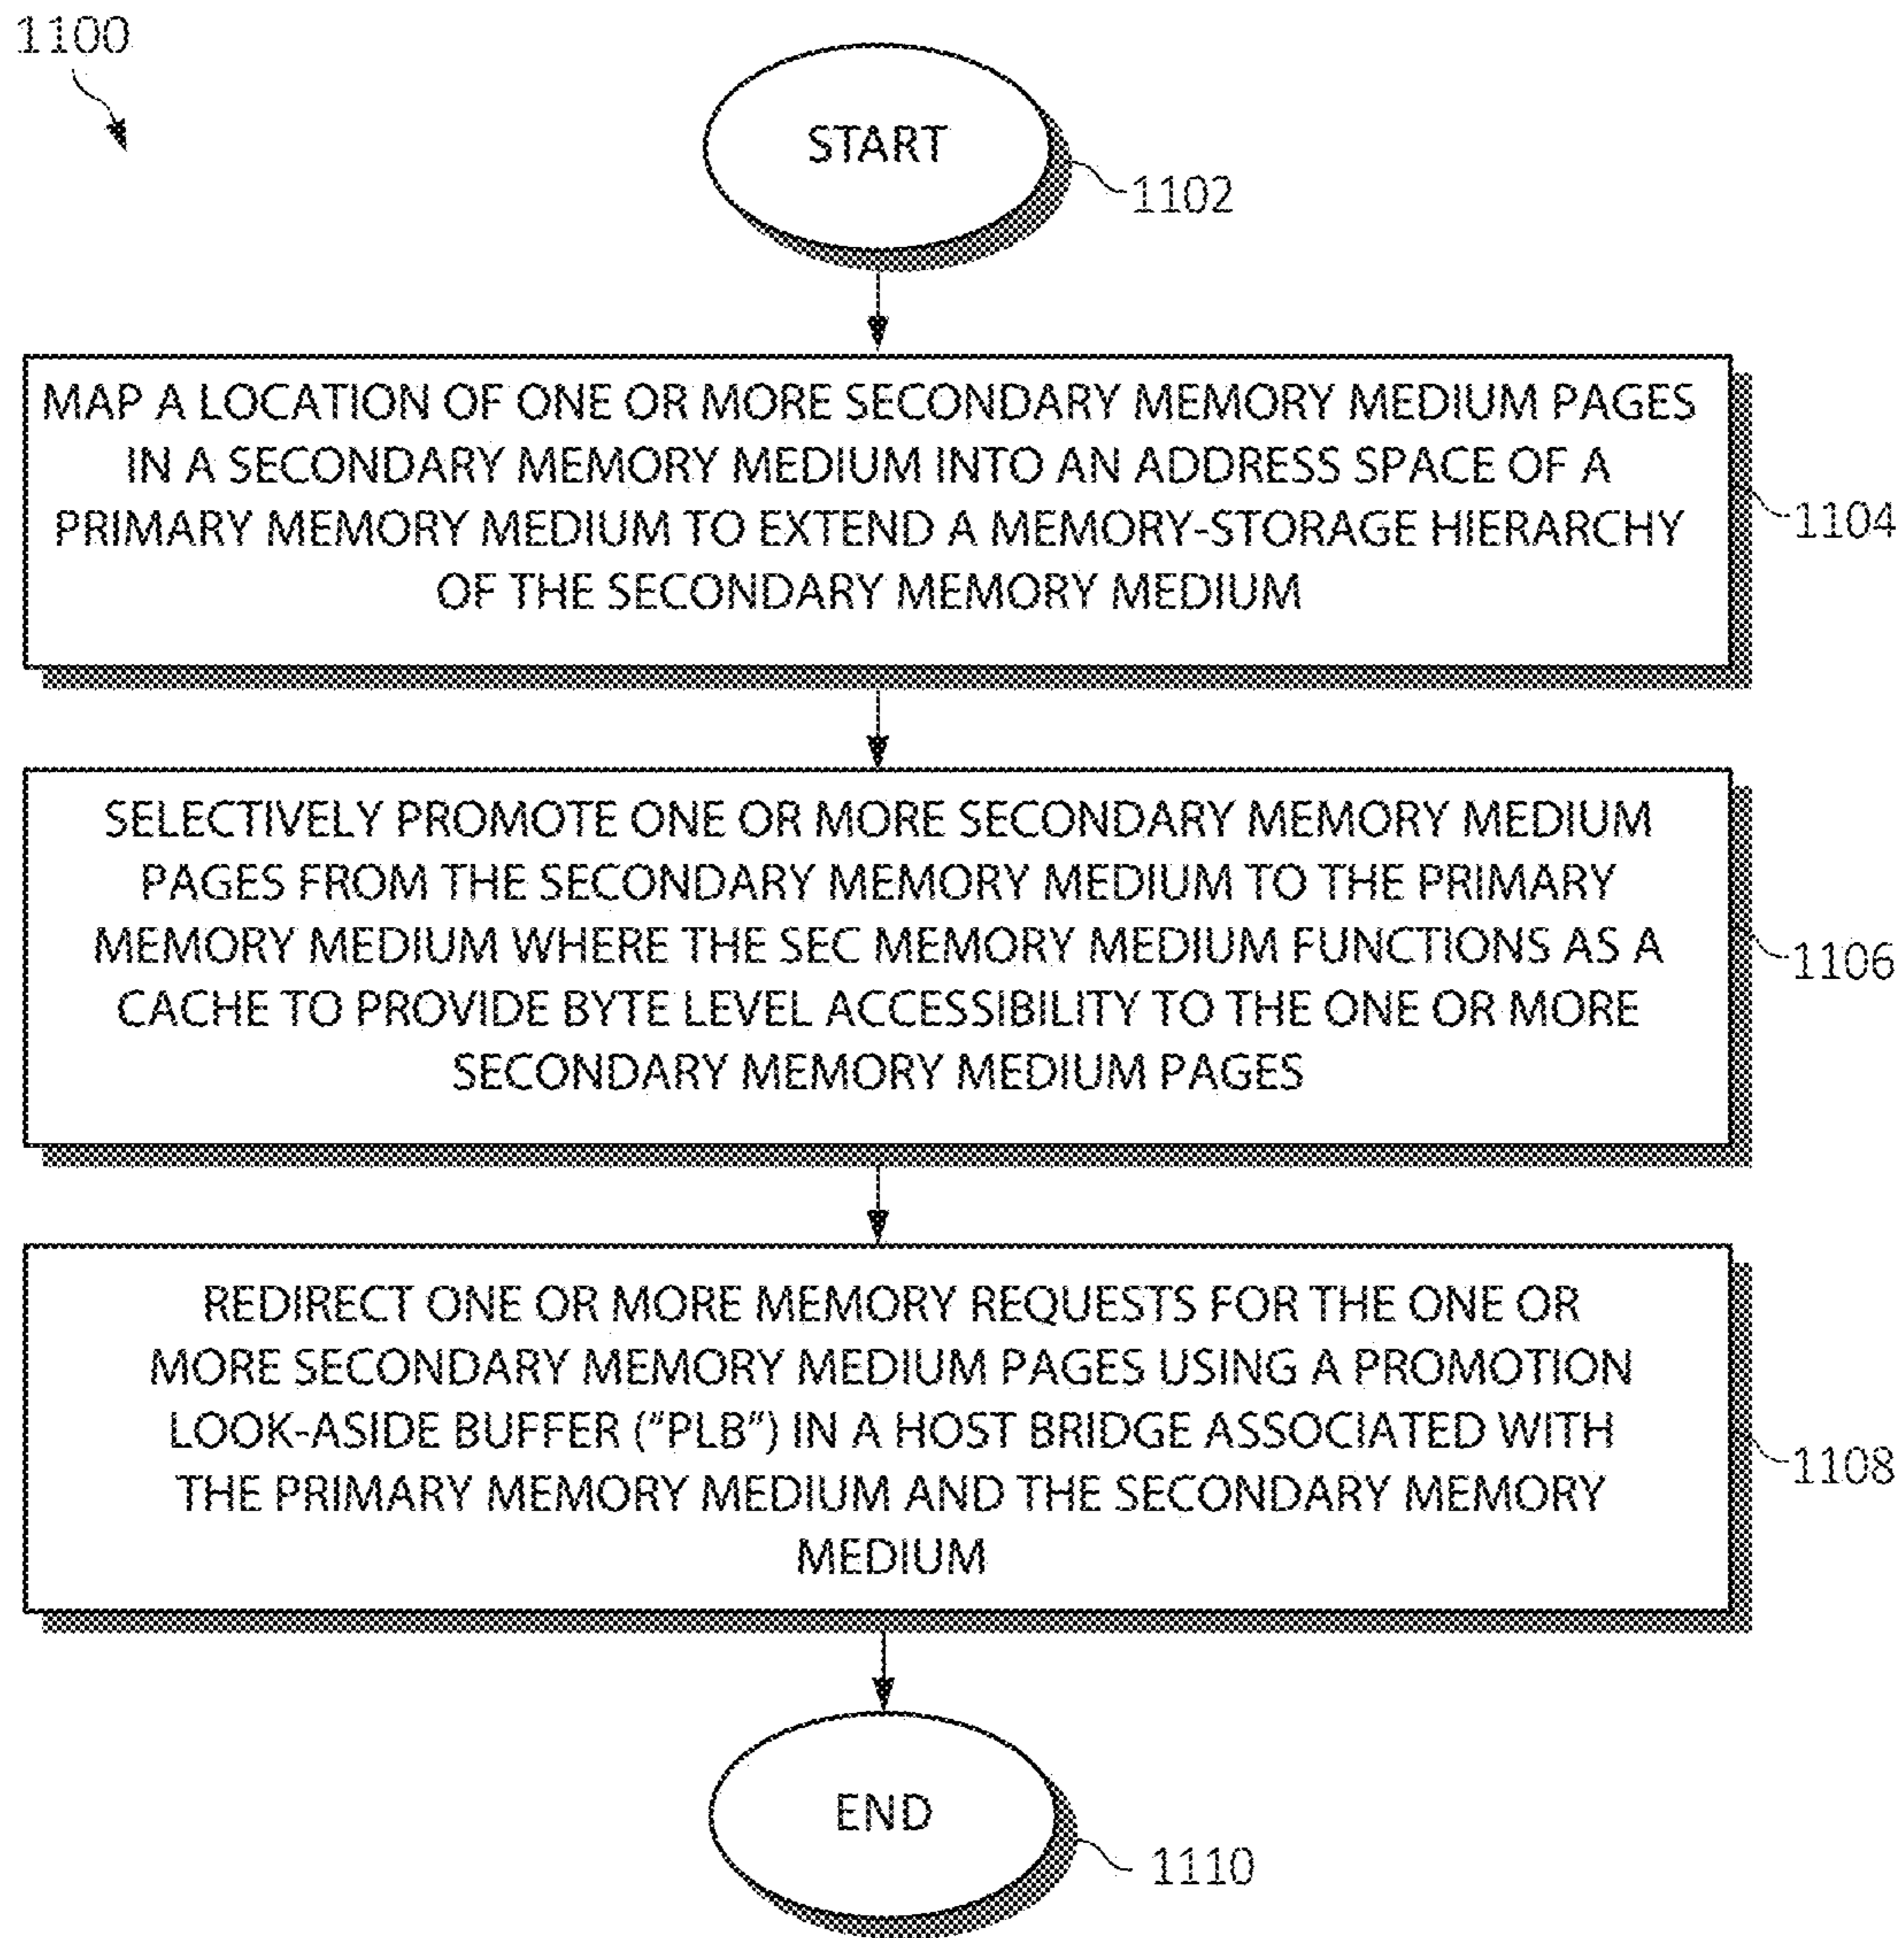 1100
START
1102
MAP A LOCATION OF ONE OR MORE SECONDARY MEMORY MEDIUM PAGES
IN A SECONDARY MEMORY MEDIUM INTO AN ADDRESS SPACE OF A
PRIMARY MEMORY MEDIUM TO EXTEND A MEMORY-STORAGE HIERARCHY
OF THE SECONDARY MEMORY MEDIUM
1104
SELECTIVELY PROMOTE ONE OR MORE SECONDARY MEMORY MEDIUM
PAGES FROM THE SECONDARY MEMORY MEDIUM TO THE PRIMARY
MEMORY MEDIUM WHERE THE SEC MEMORY MEDIUM FUNCTIONS AS A
CACHE TO PROVIDE BYTE LEVEL ACCESSIBILITY TO THE ONE OR MORE
SECONDARY MEMORY MEDIUM PAGES
1106
REDIRECT ONE OR MORE MEMORY REQUESTS FOR THE ONE OR
MORE SECONDARY MEMORY MEDIUM PAGES USING A PROMOTION
LOOK-ASIDE BUFFER ("PLB") IN A HOST BRIDGE ASSOCIATED WITH
THE PRIMARY MEMORY MEDIUM AND THE SECONDARY MEMORY
MEDIUM
1108
END
1110